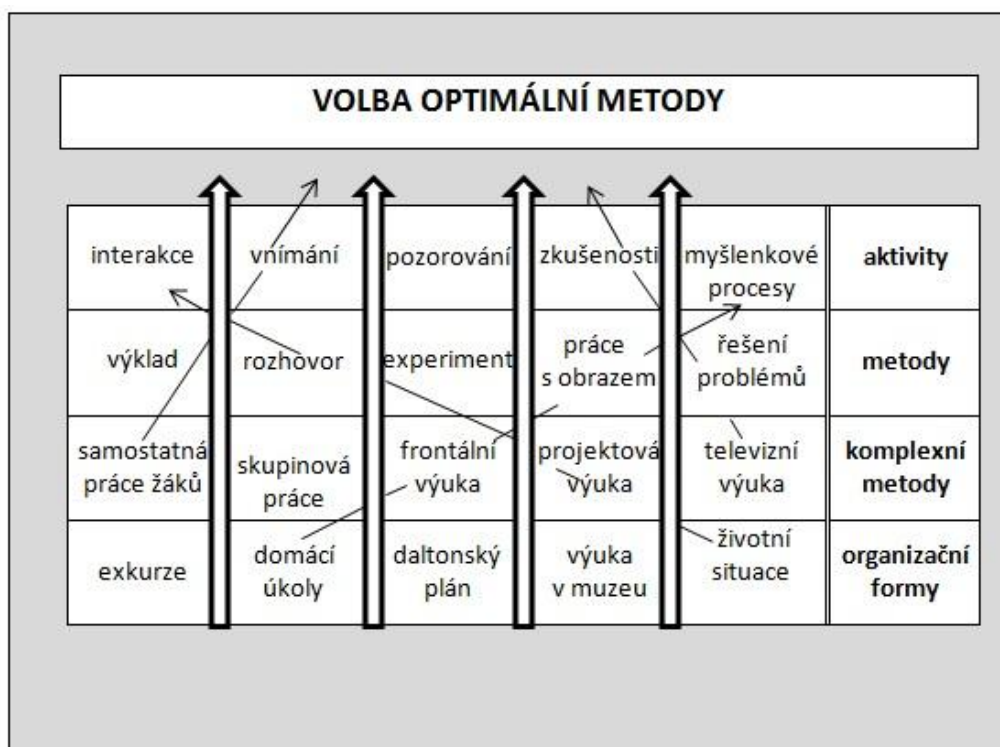 VOLBA OPTIMÁLNÍ METODY
interakce
vnímání
pozorování
zkušenosti
myšlenkové
procesy
aktivity
výklad
rozhovor
experiment
práce
s obrazem
řešení
problémů
metody
samostatná
práce žáků
skupinová
práce
frontální
výuka
projektová
výuka
televizní
výuka
komplexní
metody
exkurze
domácí
úkoly
daltonský
plán
výuka
v muzeu
životní
situace
organizační
formy